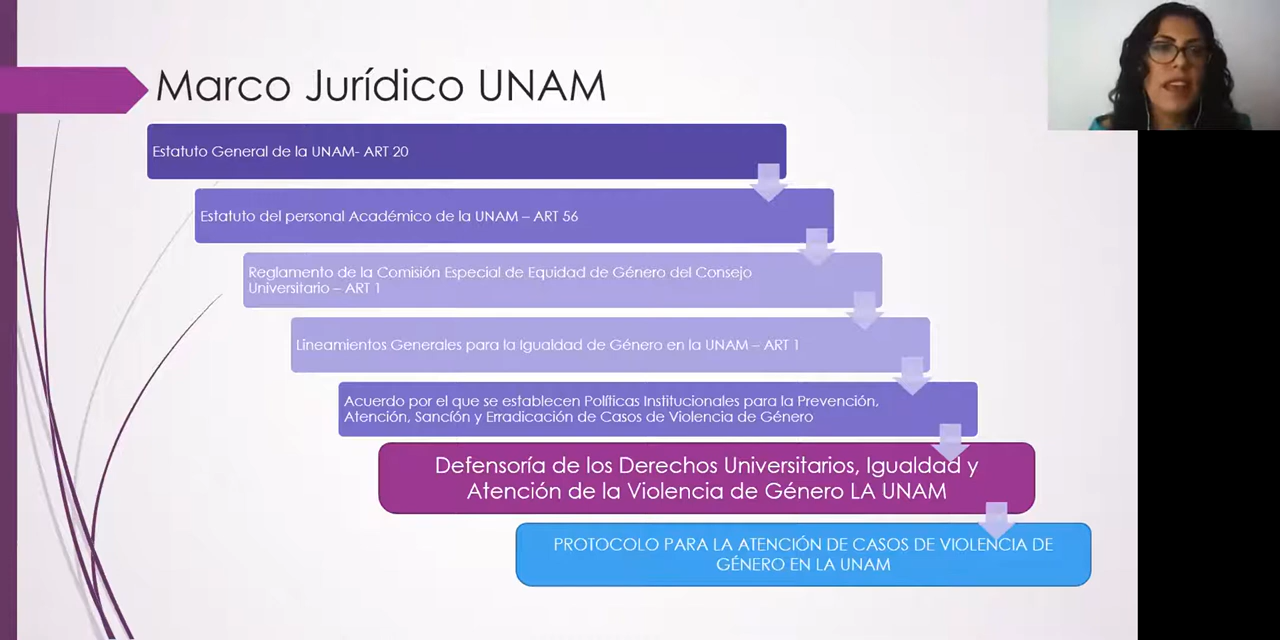 Marco Jurídico UNAM
Estatuto General de la UNAM- ART 20
Estatuto del personal Académico de la UNAM – ART 56
Reglamento de la Comisión Especial de Equidad de Género del Consejo
Universitario – ART 1
Lineamientos Generales para la Igualdad de Género en la UNAM – ART 1
Acuerdo por el que se establecen Políticas Institucionales para la Prevención,
Atención, Sanción y Erradicación de Casos de Violencia de Género
Defensoría de los Derechos Universitarios, Igualdad y
Atención de la Violencia de Género LA UNAM
PROTOCOLO PARA LA ATENCIÓN DE CASOS DE VIOLENCIA DE
GÉNERO EN LA UNAM